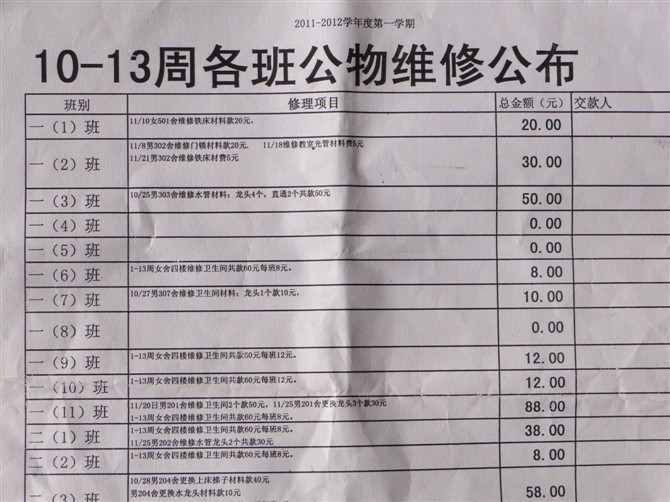 2011-2012学年度第一学期
10-13周各班公物维修公布
班别 修理项目 总金额（元） 交款人
一（1）班 11/10女501舍维修铁床材料款20元， 20.00
一（2）班 11/8男302舍维修门锁材料款20元， 11/18维修教室光管材料费5元
11/21男302舍维修铁床材费5元 30.00
一（3）班 10/25男303舍维修水管材料：龙头4个，直通2个共款50元 50.00
一（4）班 0.00
一（5）班 0.00
一（6）班 1-13周女舍四楼维修卫生间共款60元每班8元。 8.00
一（7）班 10/27男307舍维修卫生间材料：龙头1个款10元， 10.00
一（8）班 0.00
一（9）班 1-13周女舍四楼维修卫生间共款50元每班12元。 12.00
一（10）班 1-13周女舍四楼维修卫生间共款60元每班12元。 12.00
一（11）班 11/20日男201舍维修卫生间2个款50元，11/25男201舍更换龙头3个款30元
1-13周女舍四楼维修卫生间共款60元每班8元。 88.00
二（1）班 1-13周女舍四楼维修卫生间共款60元每班8元。
11/25男202舍维修水管龙头2个共款30元 38.00
二（2）班 1-13周女舍四楼维修卫生间共款60元每班8元。 8.00
二（3）班 10/28男204舍更换上床梯子材料款40元
男204舍更换水龙头材料款10元 58.00